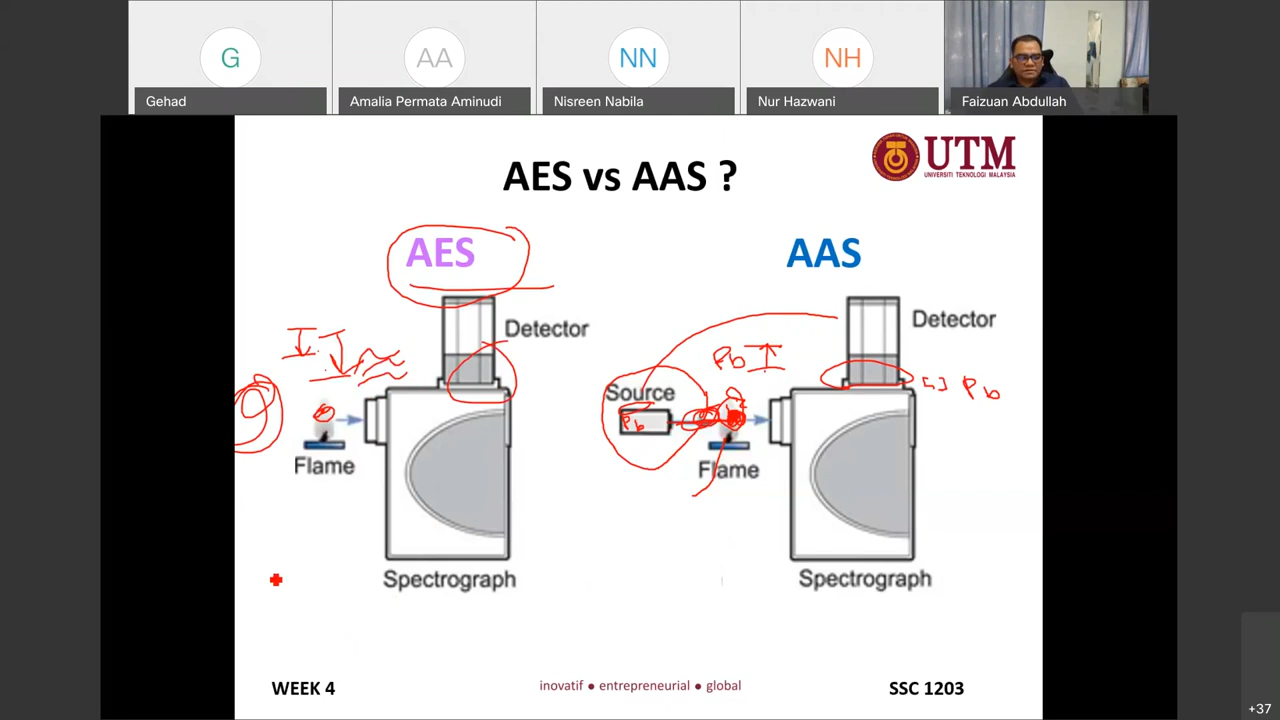 G
AA
NN
NH
Gehad
Amalia Permata Aminudi
Nisreen Nabila
Nur Hazwani
Faizuan Abdullah
UTM
UNIVERSITI TEKNOLOGI MALAYSIA
AES vs AAS ?
AES
AAS
Detector
Detector
Pb
Source
Pb
[ ] Pb
Flame
Flame
Spectrograph
Spectrograph
WEEK 4
inovatif ● entrepreneurial ● global
SSC 1203
+37